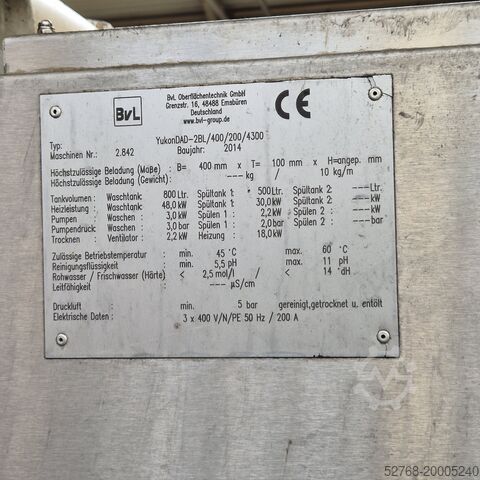 BvL
BvL Oberflächentechnik GmbH
Grenzstr. 16, 48488 Emsbüren
Deutschland
www.bvl-group.de
CE
Typ: YukonDAD-2BL/400/200/4300
Maschinen Nr.: 2.842 Baujahr: 2014
Höchstzulässige Beladung (Maße) : B= 400 mm x T= 100 mm x H=angep. mm
Höchstzulässige Beladung (Gewicht) : --- kg / 10 kg/m
Tankvolumen : Waschtank: 800 Ltr. Spültank 1: 500 Ltr. Spültank 2: --- Ltr.
Heizleistung : Waschtank: 48,0 kW Spültank 1: 30,0 kW Spültank 2: --- kW
Pumpen : Waschen : 3,0 kW Spülen 1 : 2,2 kW Spülen 2 : --- kW
Pumpendruck : Waschen : 3,0 bar Spülen 1 : 2,0 bar Spülen 2 : --- bar
Trocknen : Ventilator : 2,2 kW Heizung : 18,0 kW
Zulässige Betriebstemperatur : min. 45 °C max. 60 °C
Reinigungsflüssigkeit : min. 5,5 pH max. 11 pH
Rohwasser / Frischwasser (Härte) : < 2,5 mol/l / < 14 °dH
Leitfähigkeit : --- µS/cm
Druckluft : min. 5 bar gereinigt,getrocknet u. entölt
Elektrische Daten : 3 x 400 V/N/PE 50 Hz / 200 A
52768-20005240